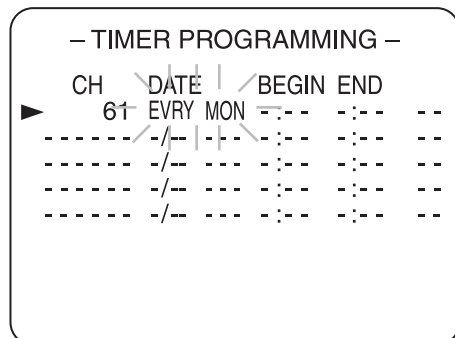 – TIMER PROGRAMMING –
CH DATE BEGIN END
► 61 EVRY MON -:-- -:-- --
------ -/-- --- -:-- -:-- --
------ -/-- --- -:-- -:-- --
------ -/-- --- -:-- -:-- --
------ -/-- --- -:-- -:-- --